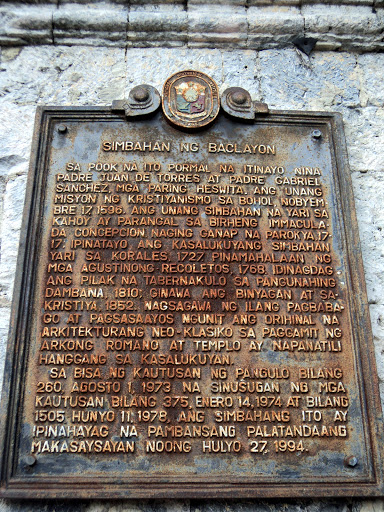 SIMBAHAN NG BACLAYON
SA POOK NA ITO PORMAL NA ITINAYO NINA
PADRE JUAN DE TORRES AT PADRE GABRIEL
SANCHEZ, MGA PARING HESWITA, ANG UNANG
MISYON NG KRISTIYANISMO SA BOHOL, NOBYEM-
BRE 17, 1596. ANG UNANG SIMBAHAN NA YARI SA
KAHOY AY PARANGAL SA BIRHENG IMMACULA-
DA CONCEPCION. NAGING GANAP NA PAROKYA, 17
17; IPINATAYO ANG KASALUKUYANG SIMBAHAN
YARI SA KORALES, 1727. PINAMAHALAAN NG
MGA AGUSTINONG RECOLETOS, 1768. IDINAGDAG
ANG PILAK NA TABERNAKULO SA PANGUNAHING
DAMBANA, 1810; GINAWA ANG BINYAGAN AT SA-
KRISTIYA, 1852. NAGSAGAWA NG ILANG PAGBABA-
GO AT PAGSASAAYOS NGUNIT ANG ORIHINAL NA
ARKITEKTURANG NEO-KLASIKO SA PAGGAMIT NG
ARKONG ROMANO AT TEMPLO AY NAPANATILI
HANGGANG SA KASALUKUYAN.
SA BISA NG KAUTUSAN NG PANGULO BILANG
260, AGOSTO 1, 1973, NA SINUSUGAN NG MGA
KAUTUSAN BILANG 375, ENERO 14, 1974 AT BILANG
1505, HUNYO 11, 1978, ANG SIMBAHANG ITO AY
IPINAHAYAG NA PAMBANSANG PALATANDAANG
MAKASAYSAYAN NOONG HULYO 27, 1994.